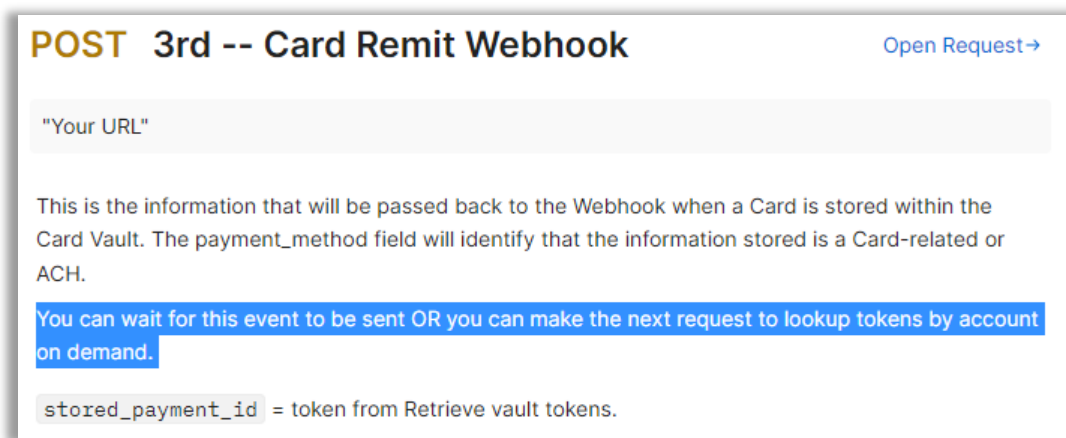 POST 3rd -- Card Remit Webhook
Open Request→
"Your URL"
This is the information that will be passed back to the Webhook when a Card is stored within the
Card Vault. The payment_method field will identify that the information stored is a Card-related or
ACH.
You can wait for this event to be sent OR you can make the next request to lookup tokens by account
on demand.
stored_payment_id = token from Retrieve vault tokens.